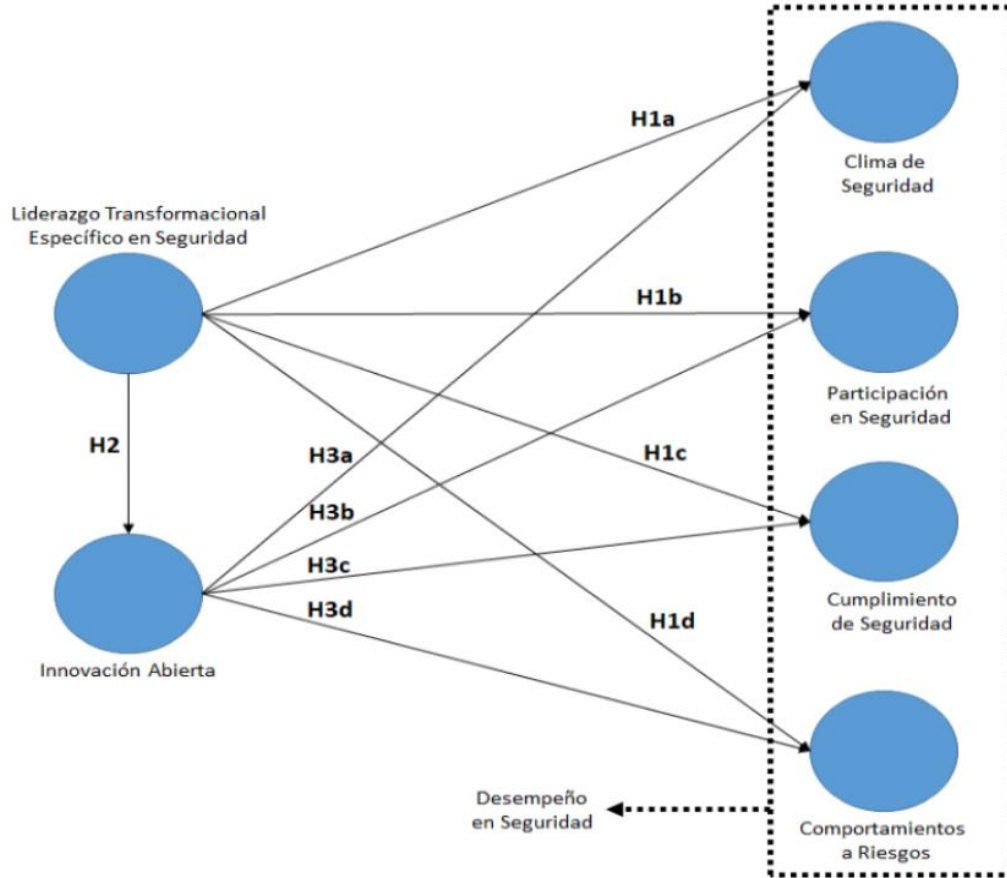 H1a
Clima de
Seguridad
Liderazgo Transformacional
Específico en Seguridad
H1b
Participación
en Seguridad
H2
H3a
H1c
H3b
H3c
Cumplimiento
de Seguridad
H3d
H1d
Innovación Abierta
Desempeño
en Seguridad
Comportamientos
a Riesgos